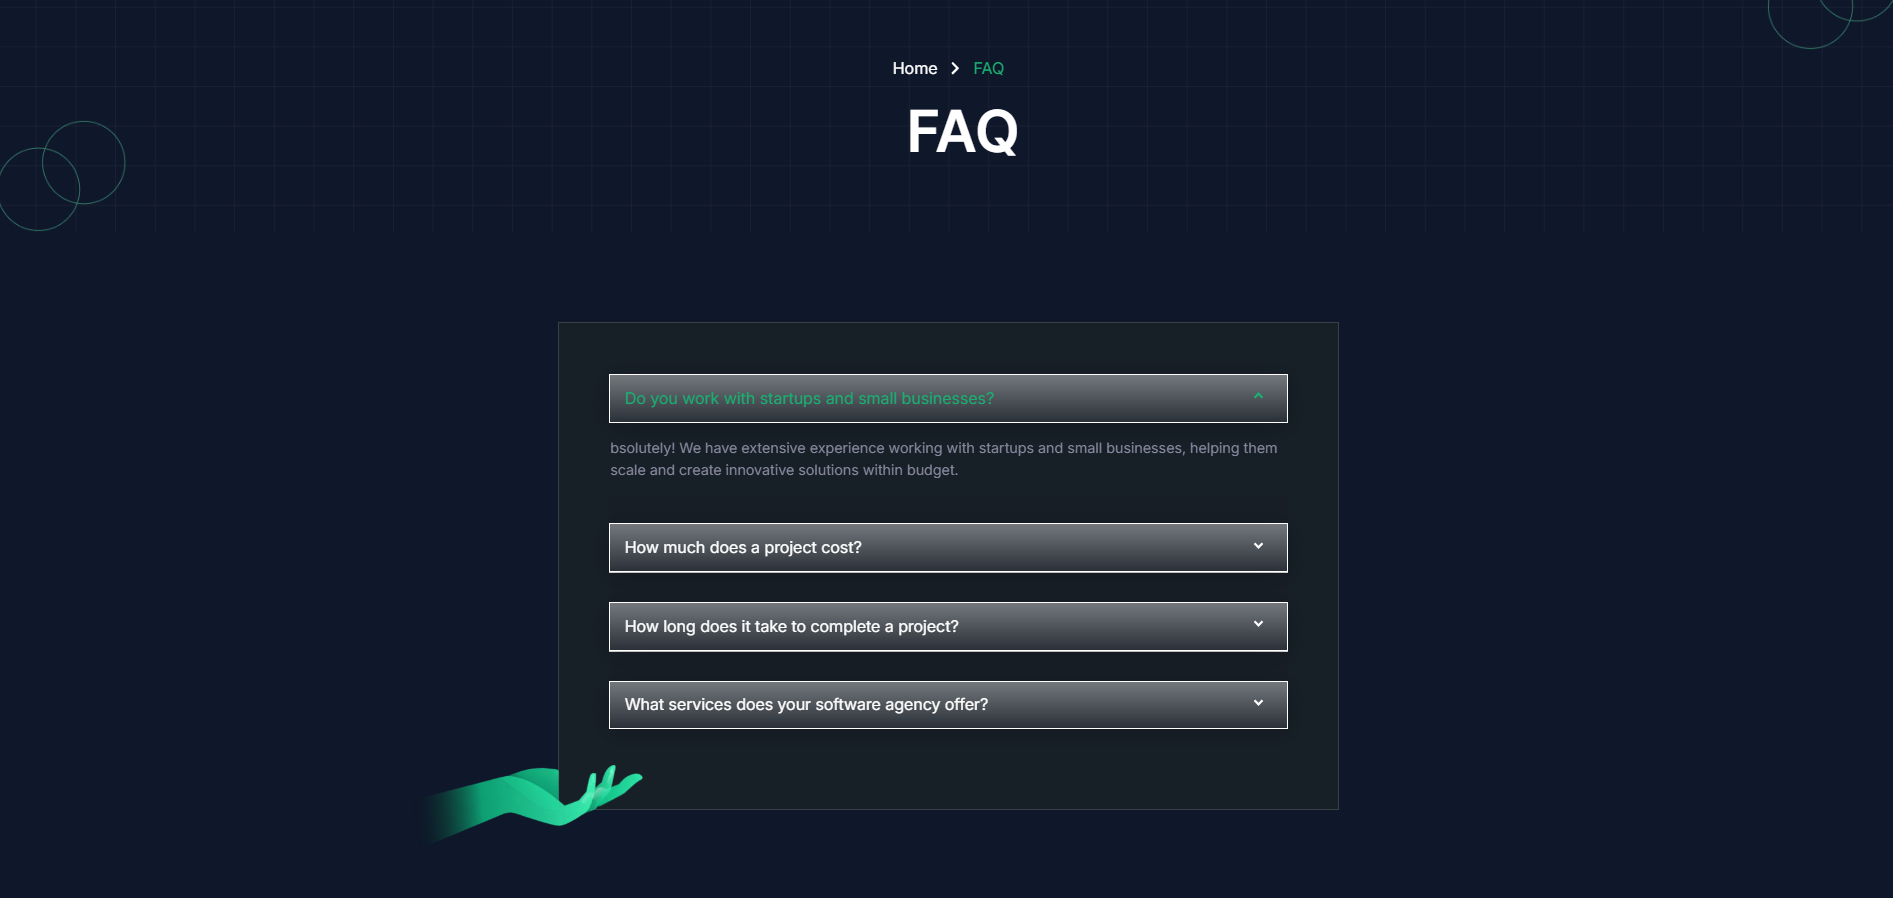 Home > FAQ
FAQ
Do you work with startups and small businesses?
bsolutely! We have extensive experience working with startups and small businesses, helping them
scale and create innovative solutions within budget.
How much does a project cost?
How long does it take to complete a project?
What services does your software agency offer?